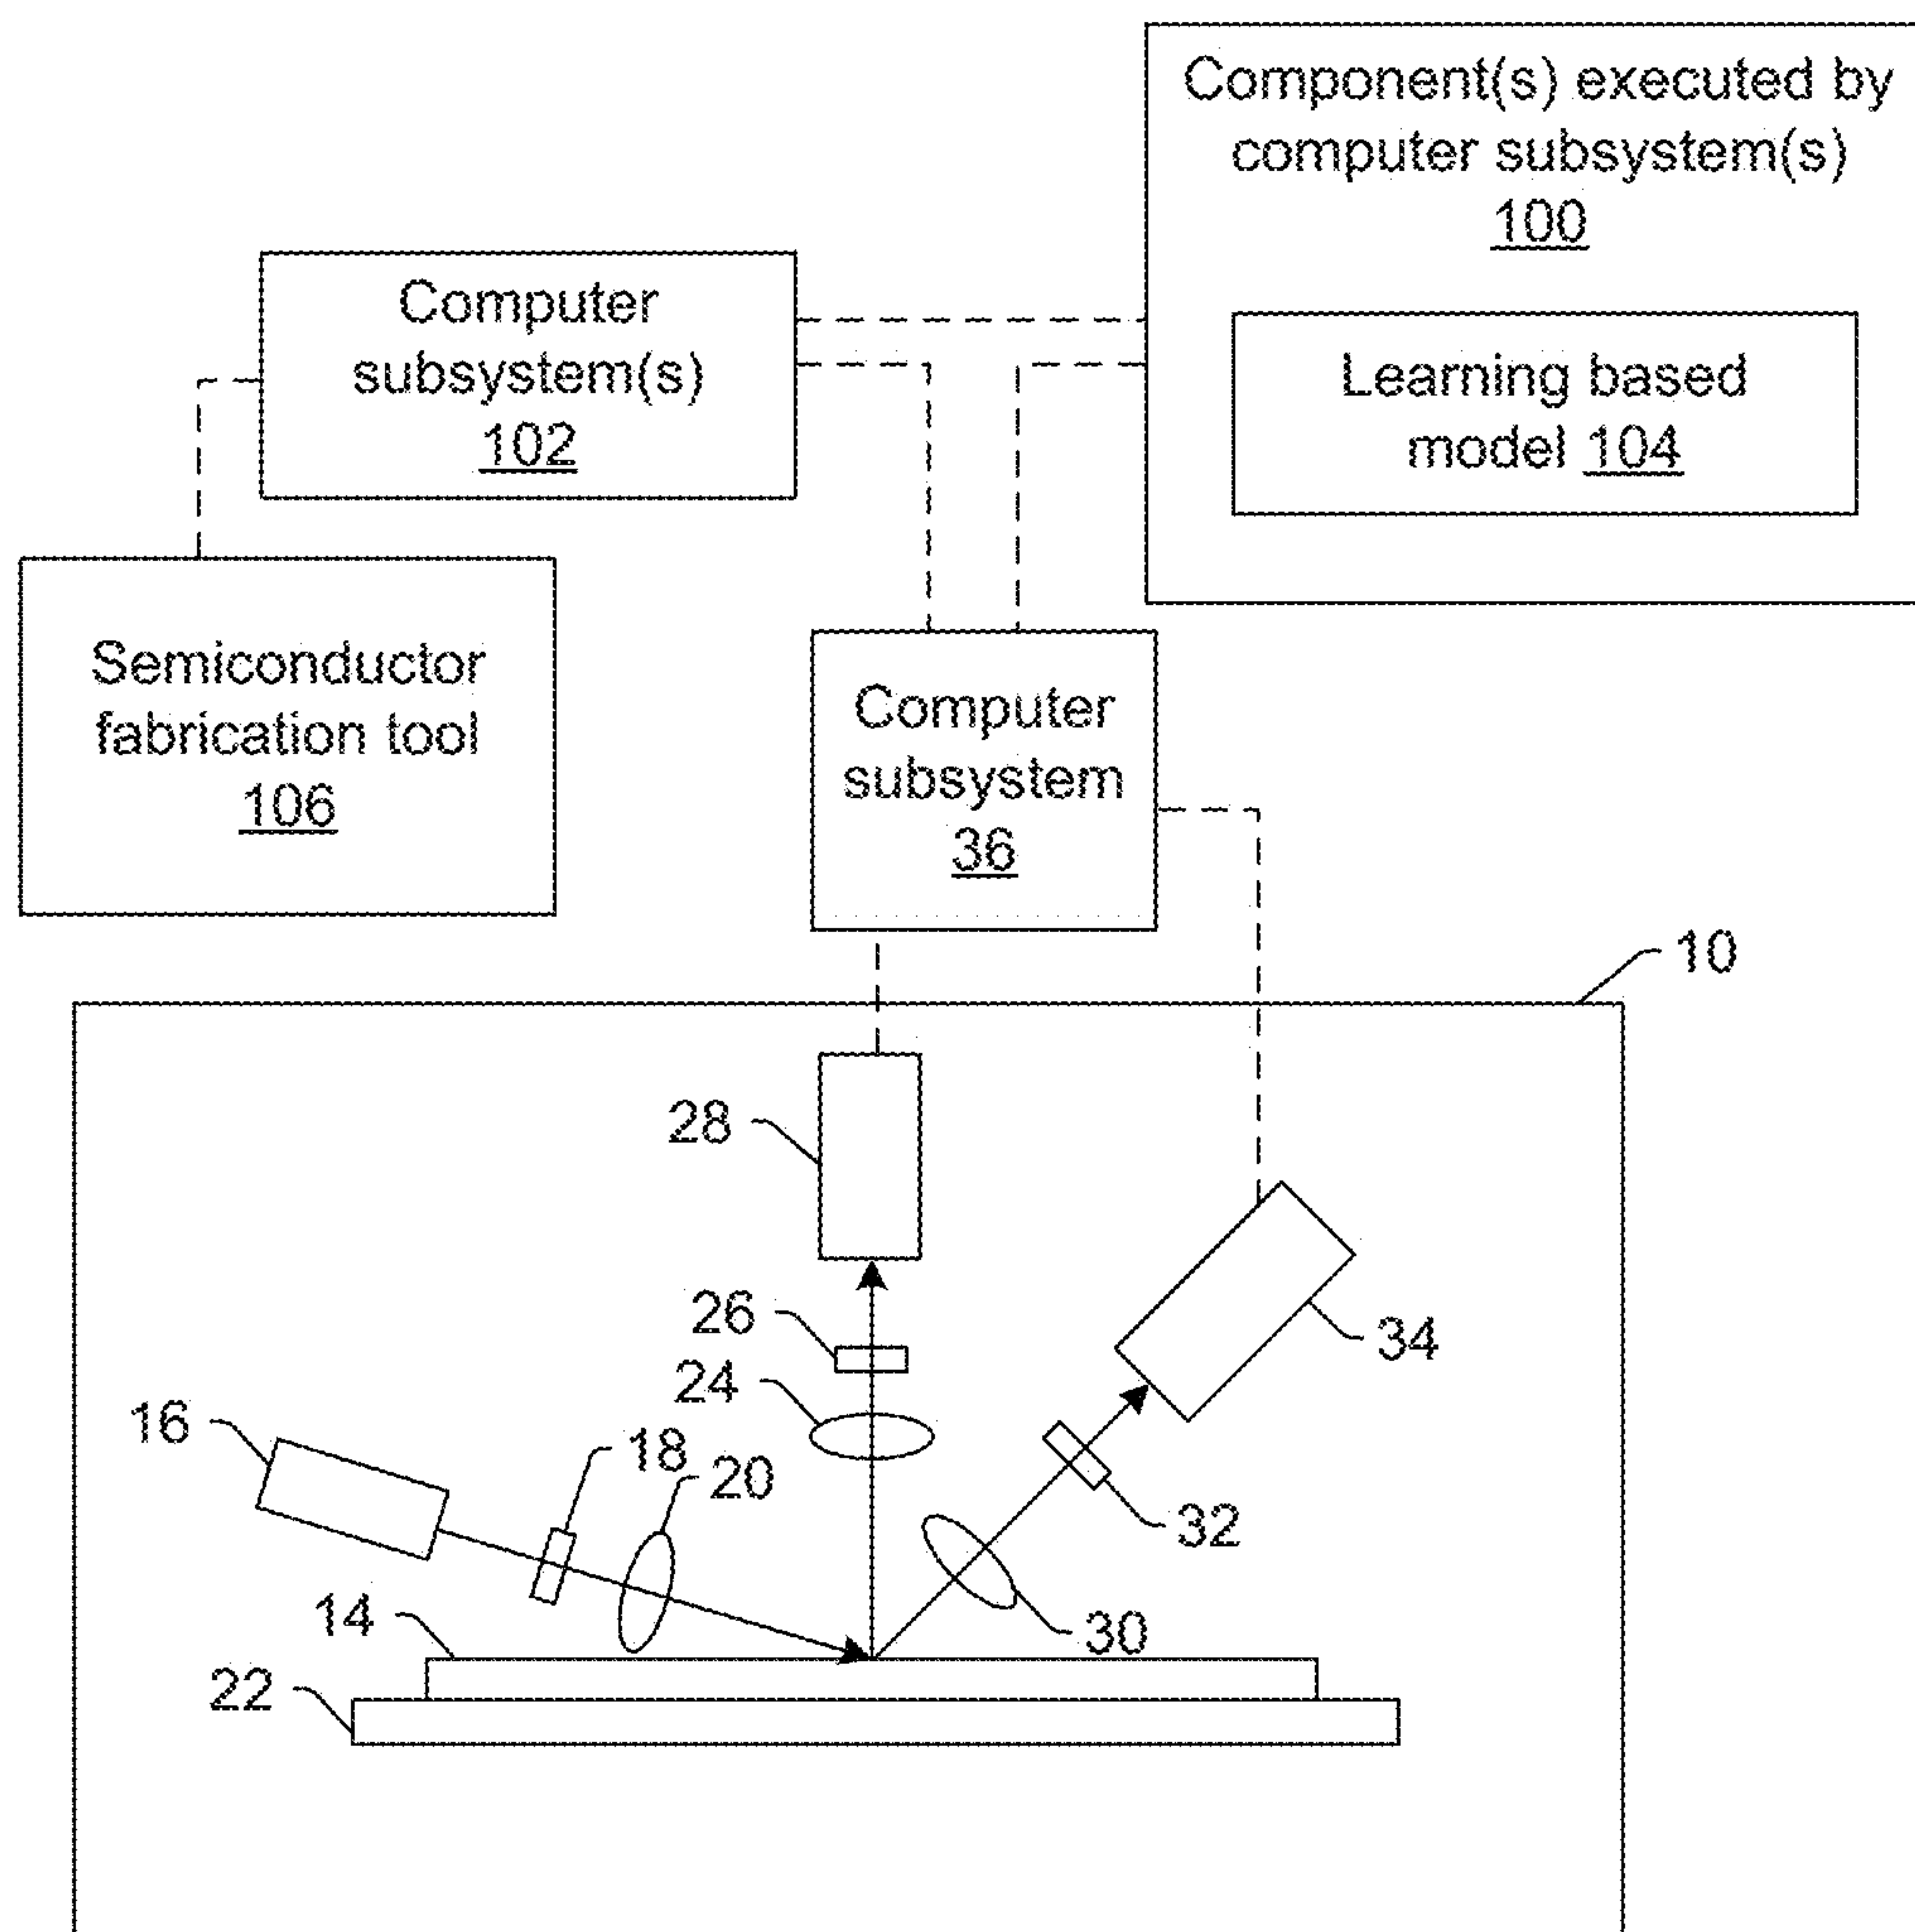 Component(s) executed by
computer subsystem(s)
100
Learning based
model 104
Computer
subsystem(s)
102
Semiconductor
fabrication tool
106
Computer
subsystem
36
10
28
26
24
34
16
18
20
32
14
30
22